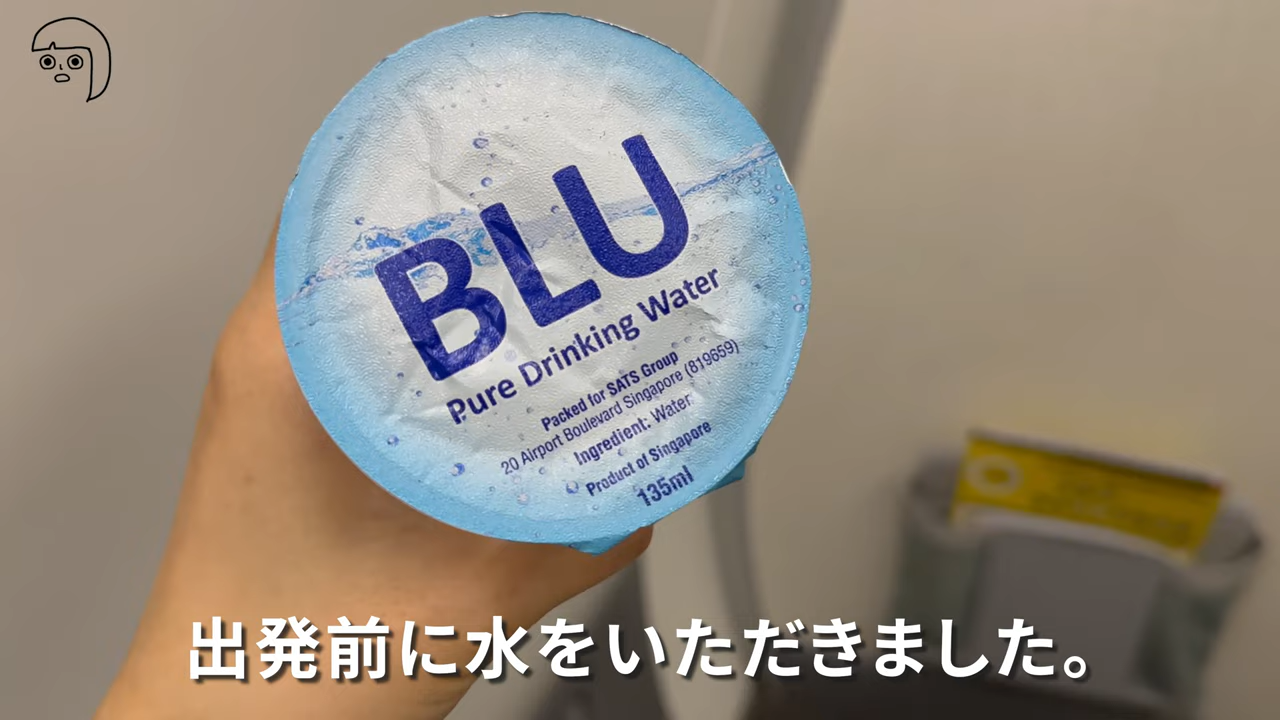 BLU
Pure Drinking Water
Packed for SATS Group
20 Airport Boulevard Singapore (819659)
Ingredient: Water
Product of Singapore
135ml
出発前に水をいただきました。